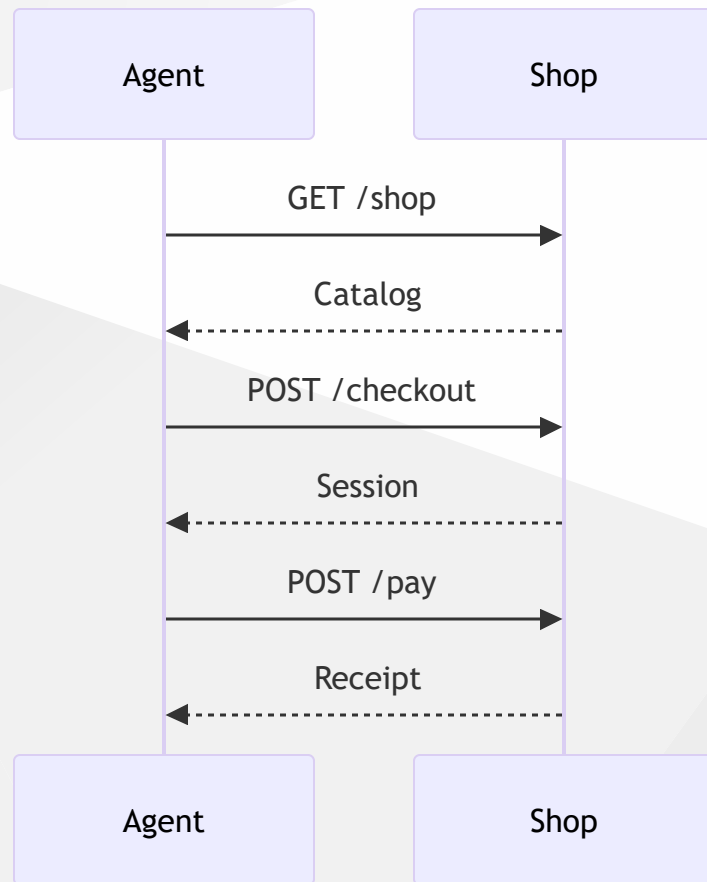 Agent
Shop
GET /shop
Catalog
POST /checkout
Session
POST /pay
Receipt
Agent
Shop